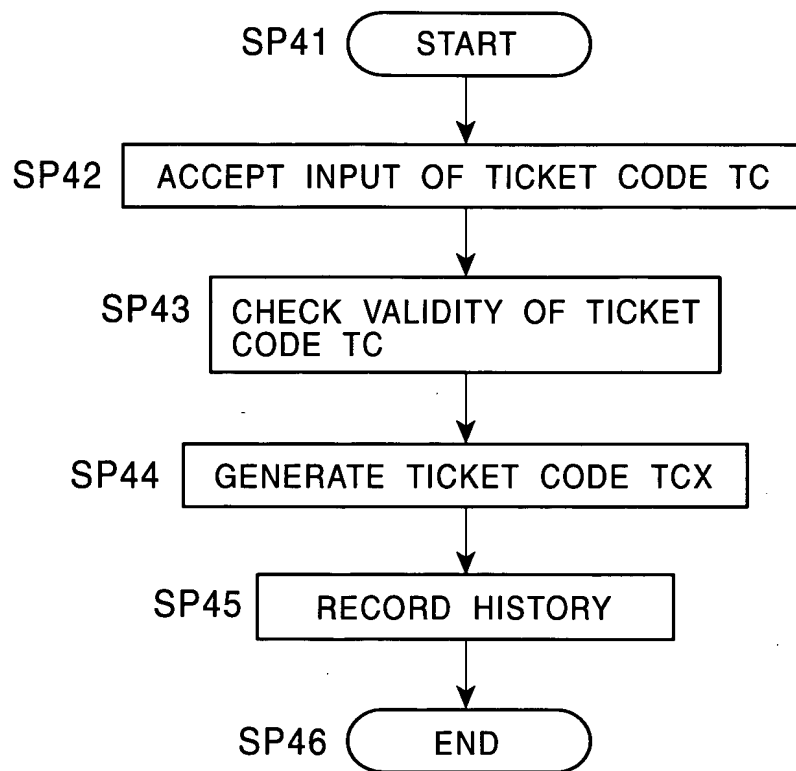 SP41 START
SP42 ACCEPT INPUT OF TICKET CODE TC
SP43 CHECK VALIDITY OF TICKET
CODE TC
SP44 GENERATE TICKET CODE TCX
SP45 RECORD HISTORY
SP46 END